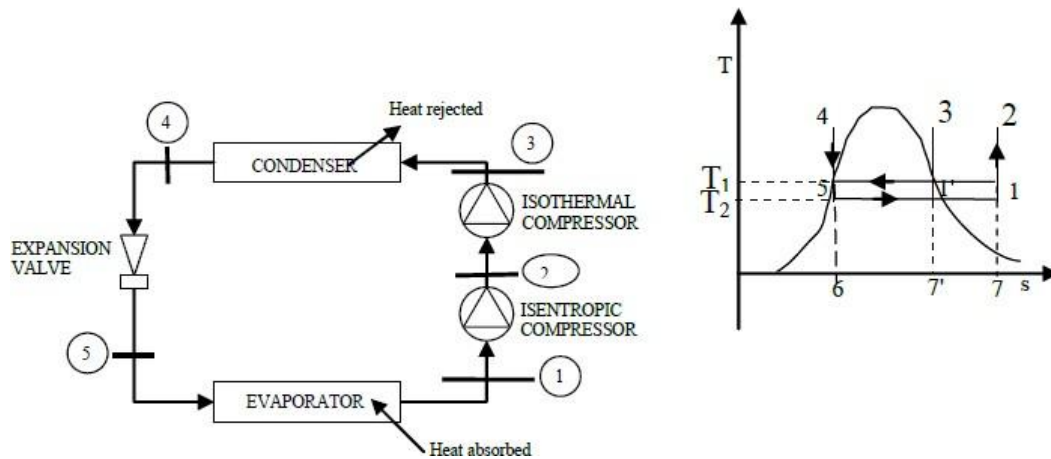 4
Heat rejected
CONDENSER
3
ISOTHERMAL
COMPRESSOR
EXPANSION
VALVE
2
ISENTROPIC
COMPRESSOR
5
1
EVAPORATOR
Heat absorbed
T
4
3
2
T1
5
1'
1
T2
6
7'
7
s